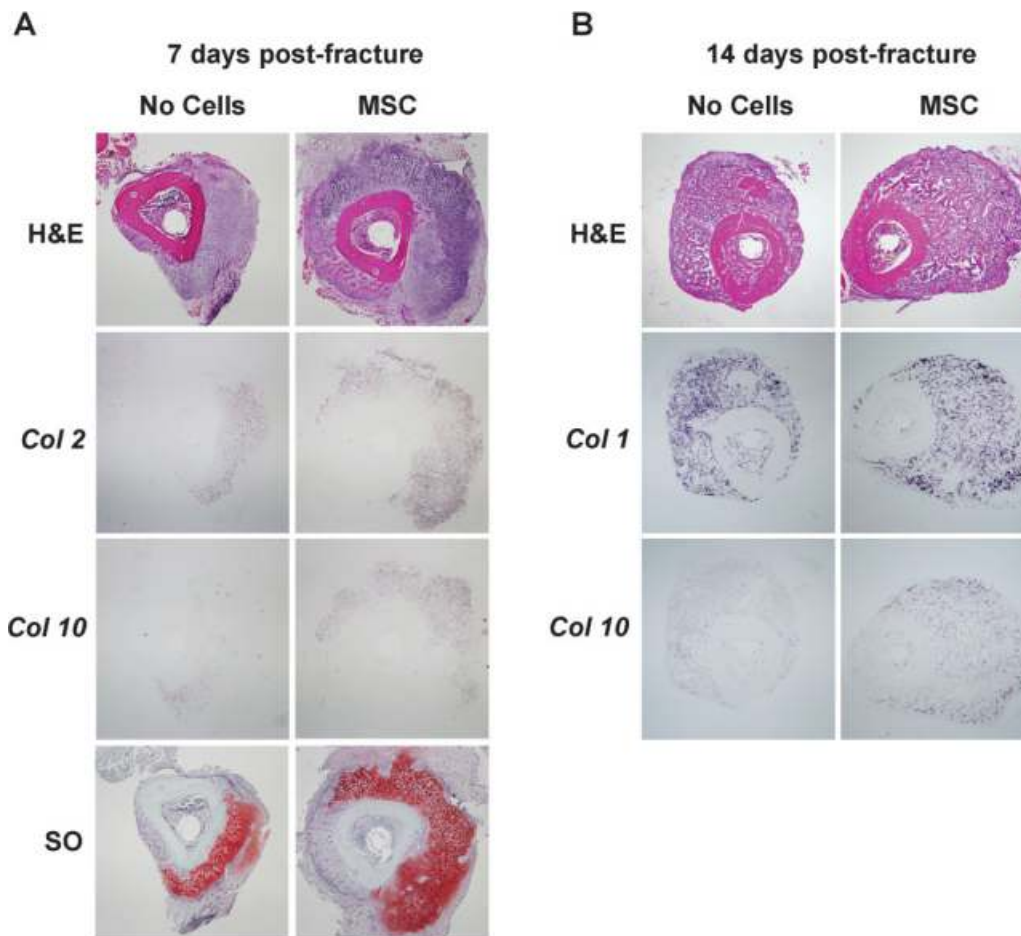 A
7 days post-fracture
No Cells MSC
H&E
Col 2
Col 10
SO
B
14 days post-fracture
No Cells MSC
H&E
Col 1
Col 10